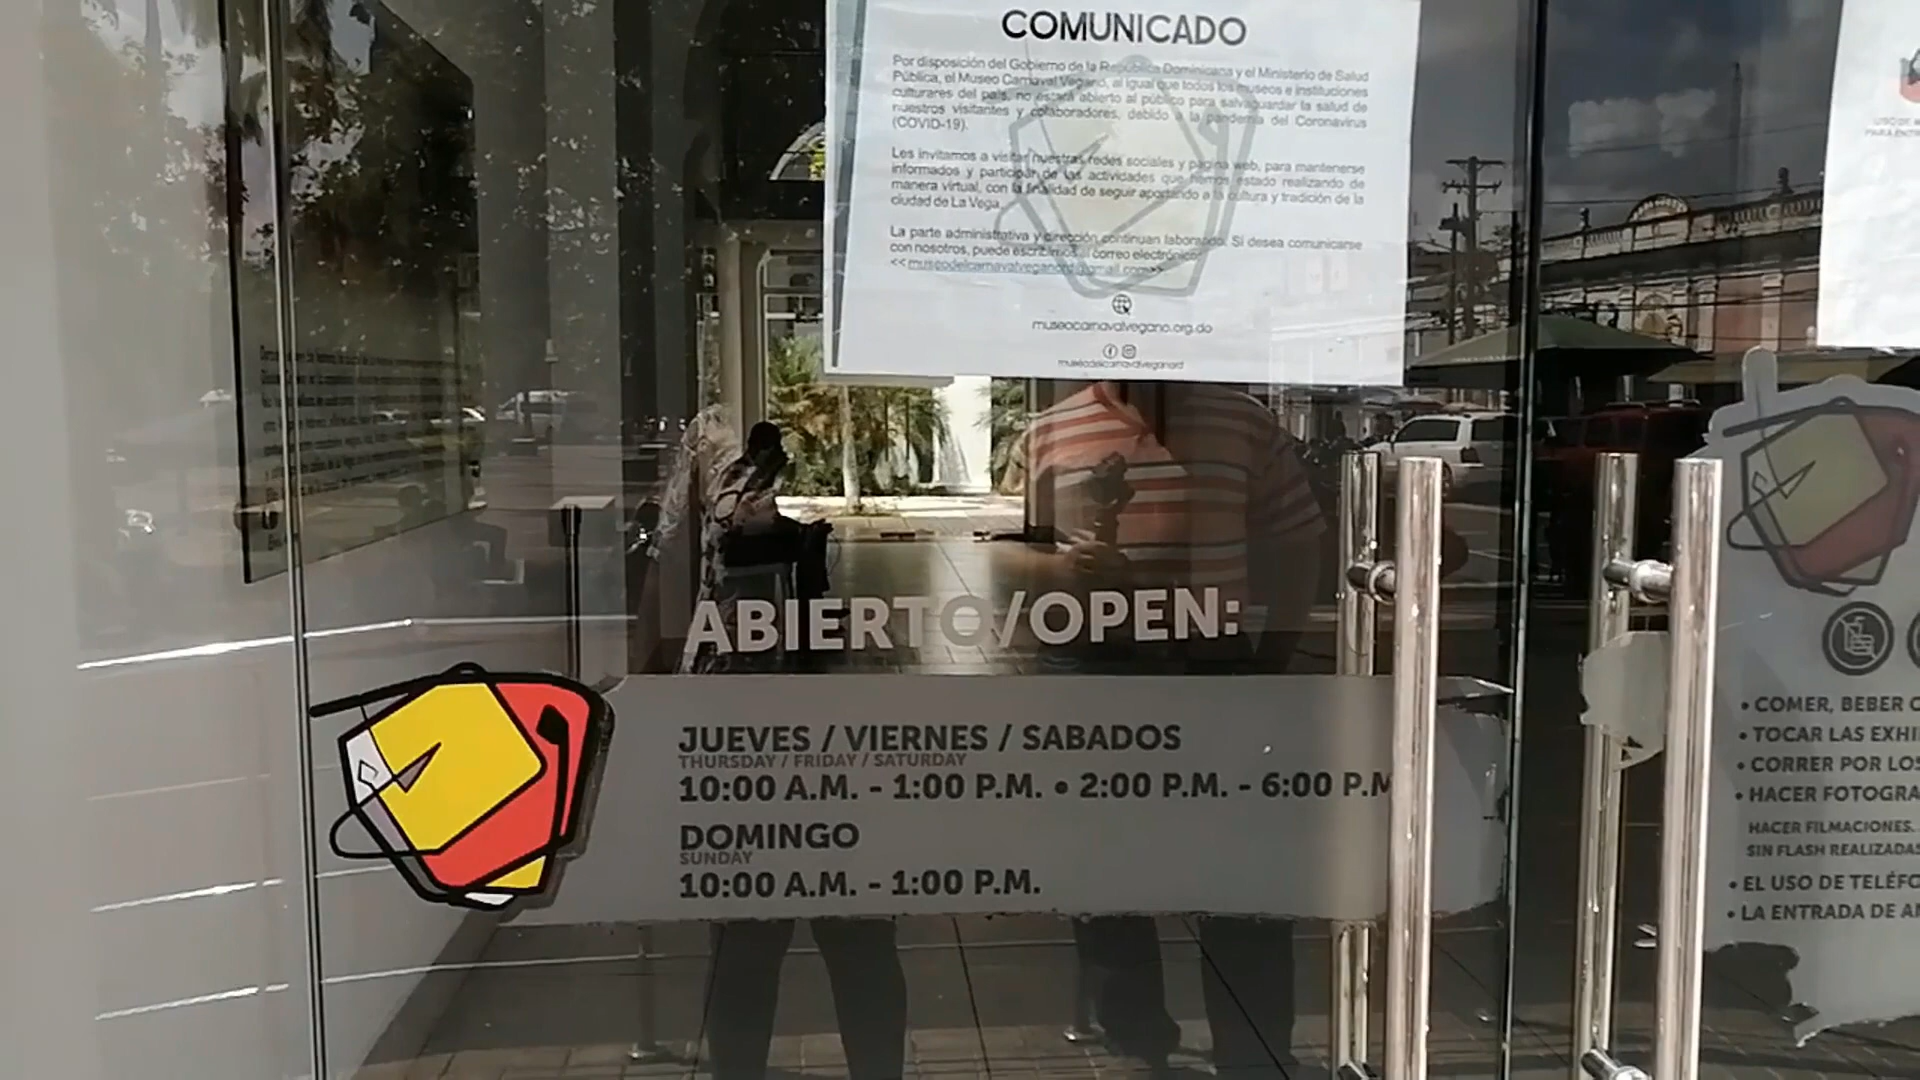 COMUNICADO
Por disposición del Gobierno de la República Dominicana y el Ministerio de Salud
Pública, el Museo Carnaval Vegano, al igual que todos los museos e instituciones
culturares del país, no estará abierto al público para salvaguardar la salud de
nuestros visitantes y colaboradores, debido a la pandemia del Coronavirus
(COVID-19).
Les invitamos a visitar nuestras redes sociales y pagina web, para mantenerse
informados y participar de las actividades que hemos estado realizando de
manera virtual, con la finalidad de seguir aportando a la cultura y tradición de la
ciudad de La Vega.
La parte administrativa y dirección continuan laborando. Si desea comunicarse
con nosotros, puede escribirnos al correo electrónico:
<< museodelcarnavalveganord@gmail.com>>
museocarnavalvegano.org.do
museodelcarnavalveganord
ABIERTO/OPEN:
JUEVES / VIERNES / SABADOS
THURSDAY / FRIDAY / SATURDAY
10:00 A.M. - 1:00 P.M. • 2:00 P.M. - 6:00 P.M
DOMINGO
SUNDAY
10:00 A.M. - 1:00 P.M.
• COMER, BEBER
• TOCAR LAS
• CORRER POR
• HACER
HACER FILMACIONES.
SIN FLASH REALIZADAS
• EL USO DE
• LA ENTRADA DE